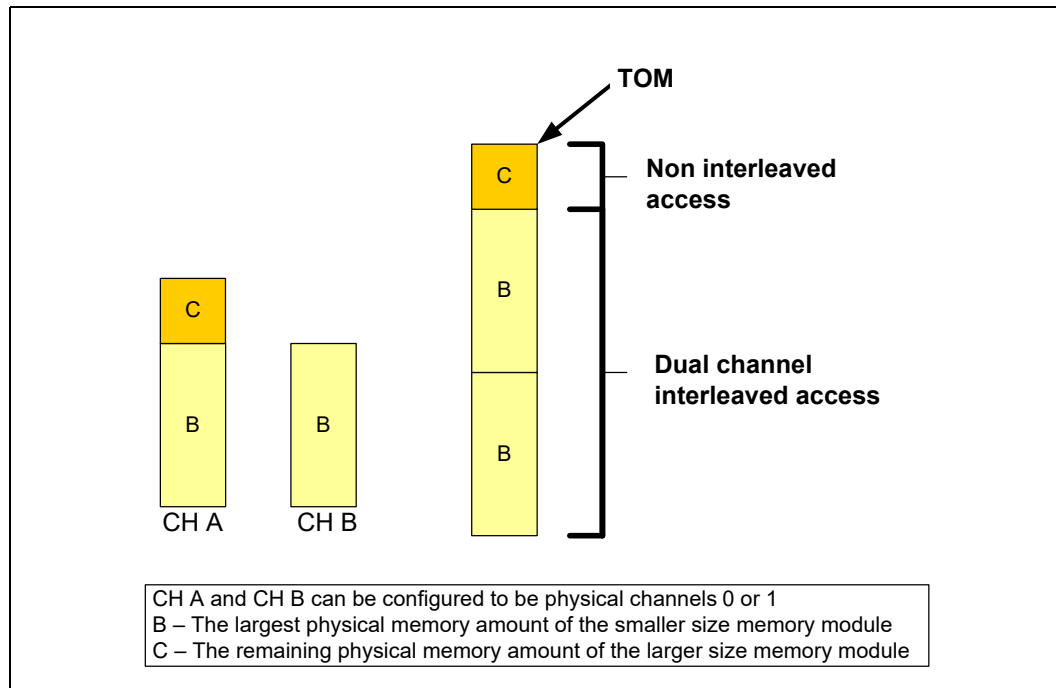 TOM
C
Non interleaved
access
B
C
Dual channel
interleaved access
B
B
B
CH A
CH B
CH A and CH B can be configured to be physical channels 0 or 1
B – The largest physical memory amount of the smaller size memory module
C – The remaining physical memory amount of the larger size memory module